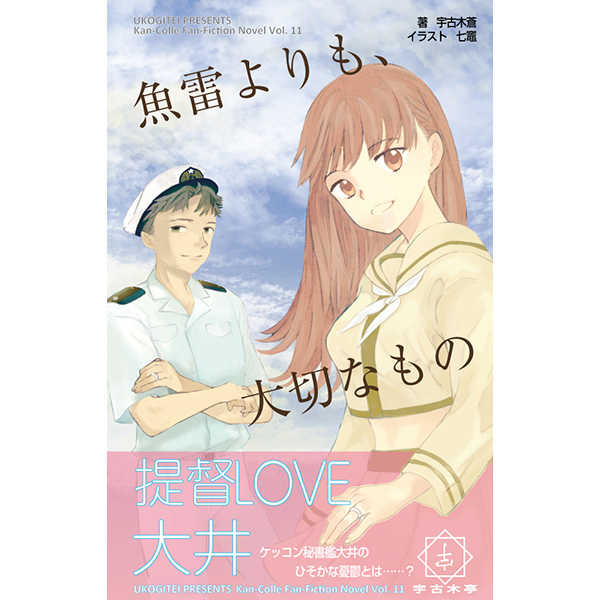 UKOGITEI PRESENTS
Kan-Colle Fan-Fiction Novel Vol. 11
著 宇古木蒼
イラスト 七竈
魚雷よりも、
大切なもの
提督LOVE
大井
ケッコン秘書艦大井の
ひそかな憂鬱とは……?
UKOGITEI PRESENTS Kan-Colle Fan-Fiction Novel Vol. 11
宇古木亭